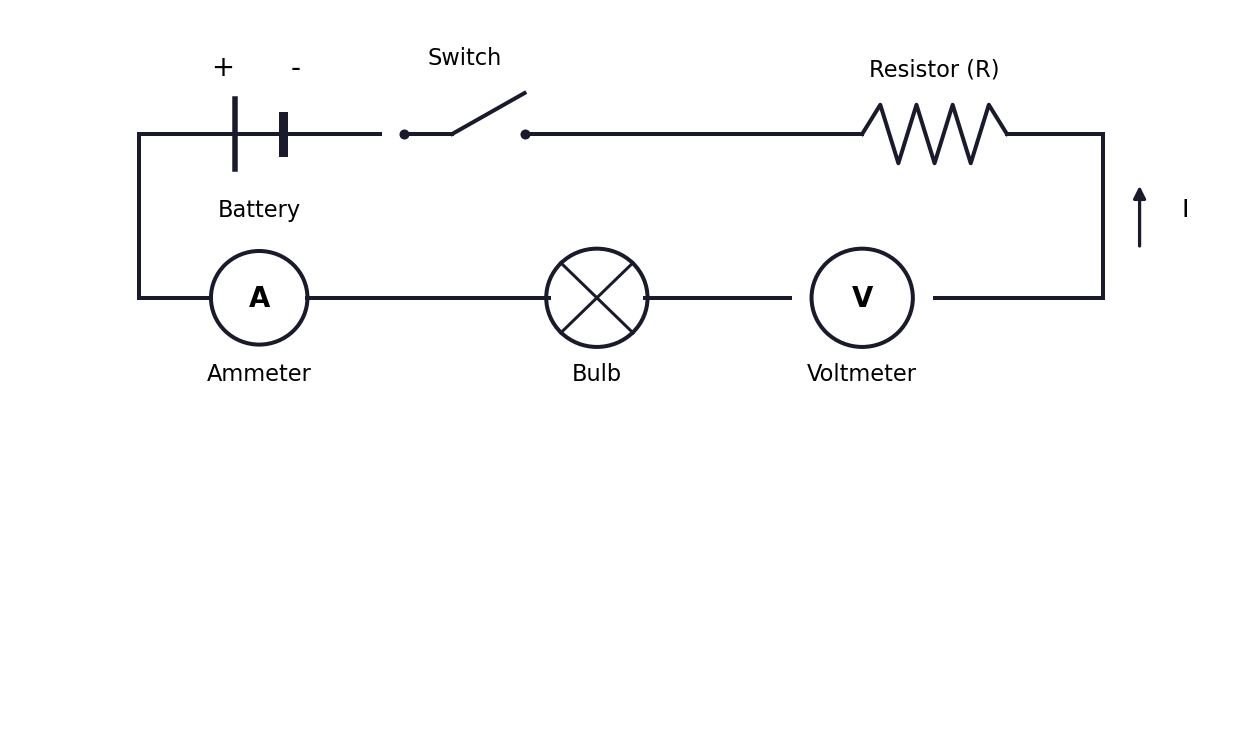 + -
Switch
Resistor (R)
Battery
I
A
V
Ammeter
Bulb
Voltmeter